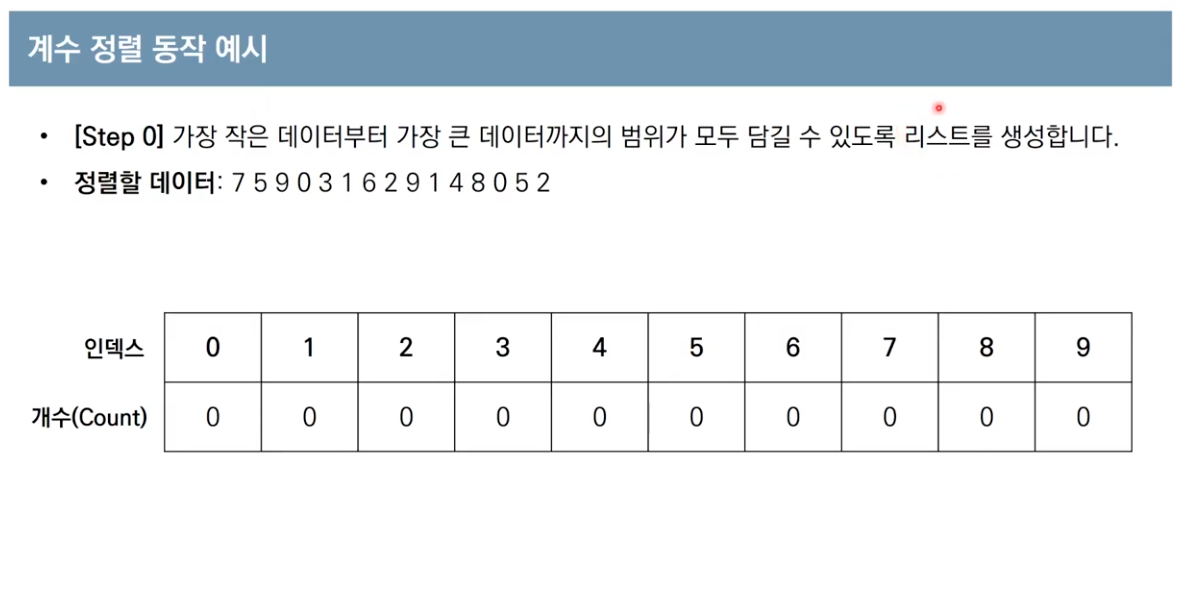 계수 정렬 동작 예시
• [Step 0] 가장 작은 데이터부터 가장 큰 데이터까지의 범위가 모두 담길 수 있도록 리스트를 생성합니다.
• 정렬할 데이터: 7 5 9 0 3 1 6 2 9 1 4 8 0 5 2
인덱스 0 1 2 3 4 5 6 7 8 9
개수(Count) 0 0 0 0 0 0 0 0 0 0